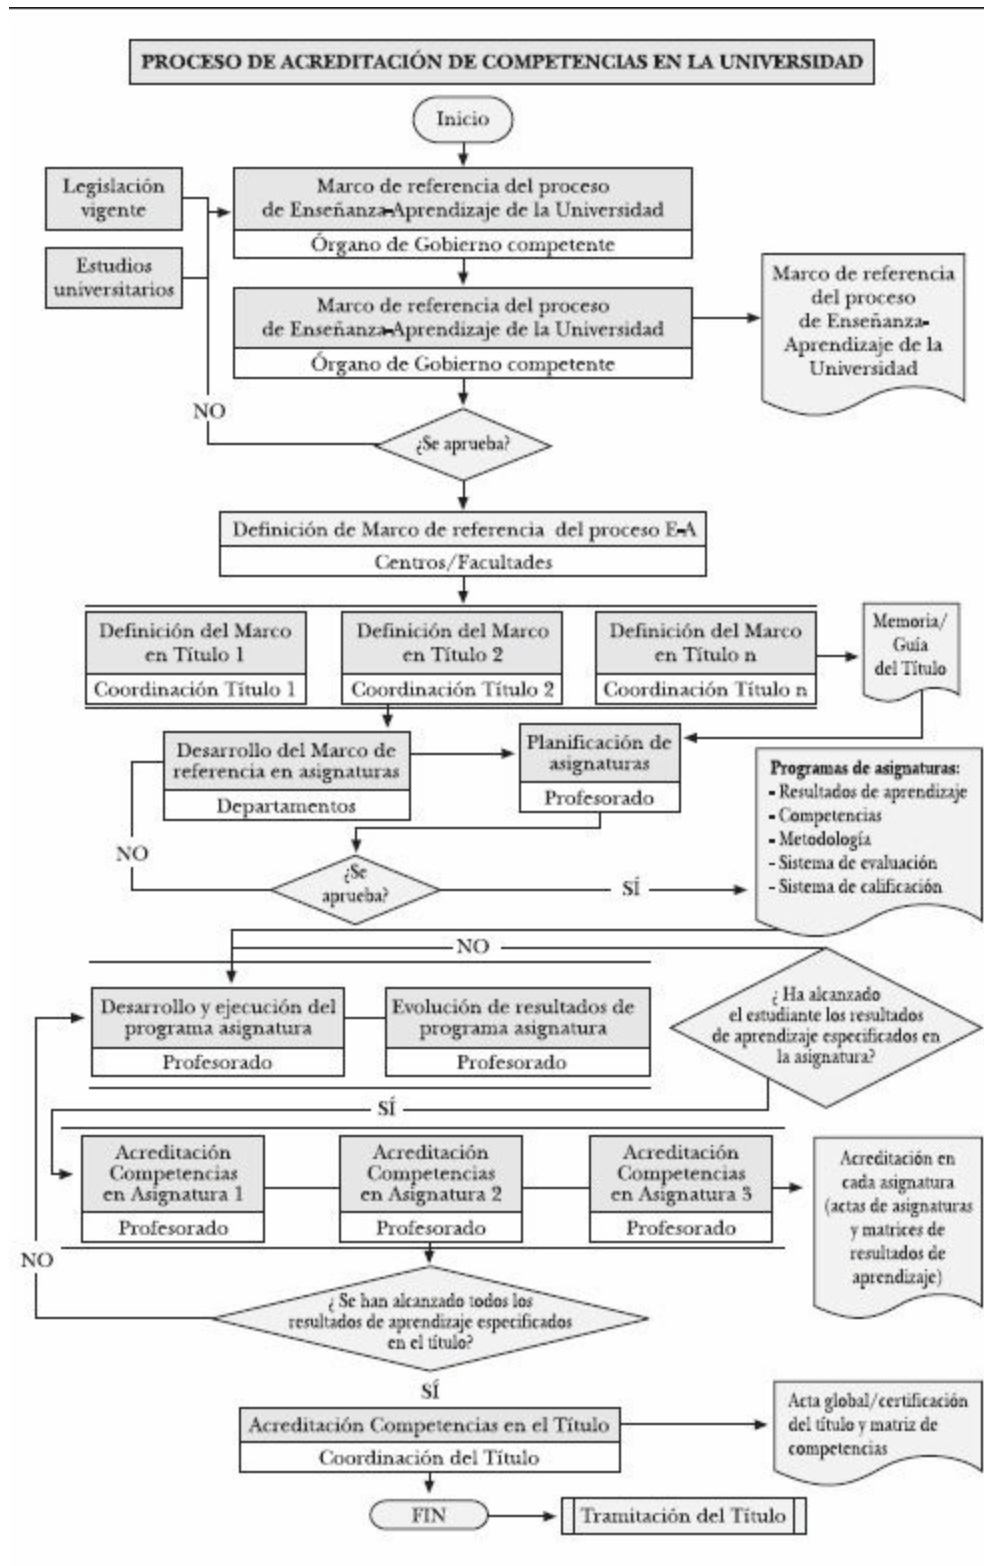 PROCESO DE ACREDITACIÓN DE COMPETENCIAS EN LA UNIVERSIDAD
Inicio
Legislación
vigente
Marco de referencia del proceso
de Enseñanza-Aprendizaje de la Universidad
Órgano de Gobierno competente
Estudios
universitarios
Marco de referencia del proceso
de Enseñanza-Aprendizaje de la Universidad
Órgano de Gobierno competente
Marco de referencia
del proceso
de Enseñanza-
Aprendizaje de la
Universidad
NO
¿Se aprueba?
Definición de Marco de referencia del proceso E-A
Centros/Facultades
Definición del Marco
en Título 1
Coordinación Título 1
Definición del Marco
en Título 2
Coordinación Título 2
Definición del Marco
en Título n
Coordinación Título n
Memoria/
Guía
del Título
Desarrollo del Marco de
referencia en asignaturas
Departamentos
Planificación de
asignaturas
Profesorado
Programas de asignaturas:
- Resultados de aprendizaje
- Competencias
- Metodología
- Sistema de evaluación
- Sistema de calificación
NO
¿Se
aprueba?
SÍ
NO
Desarrollo y ejecución del
programa asignatura
Profesorado
Evolución de resultados de
programa asignatura
Profesorado
¿ Ha alcanzado
el estudiante los resultados
de aprendizaje especificados en
la asignatura?
SÍ
Acreditación
Competencias
en Asignatura 1
Profesorado
Acreditación
Competencias
en Asignatura 2
Profesorado
Acreditación
Competencias
en Asignatura 3
Profesorado
Acreditación en
cada asignatura
(actas de asignaturas
y matrices de
resultados de
aprendizaje)
NO
¿ Se han alcanzado todos los
resultados de aprendizaje especificados
en el título?
SÍ
Acreditación Competencias en el Título
Coordinación del Título
Acta global/certificación
del título y matriz de
competencias
FIN
Tramitación del Título